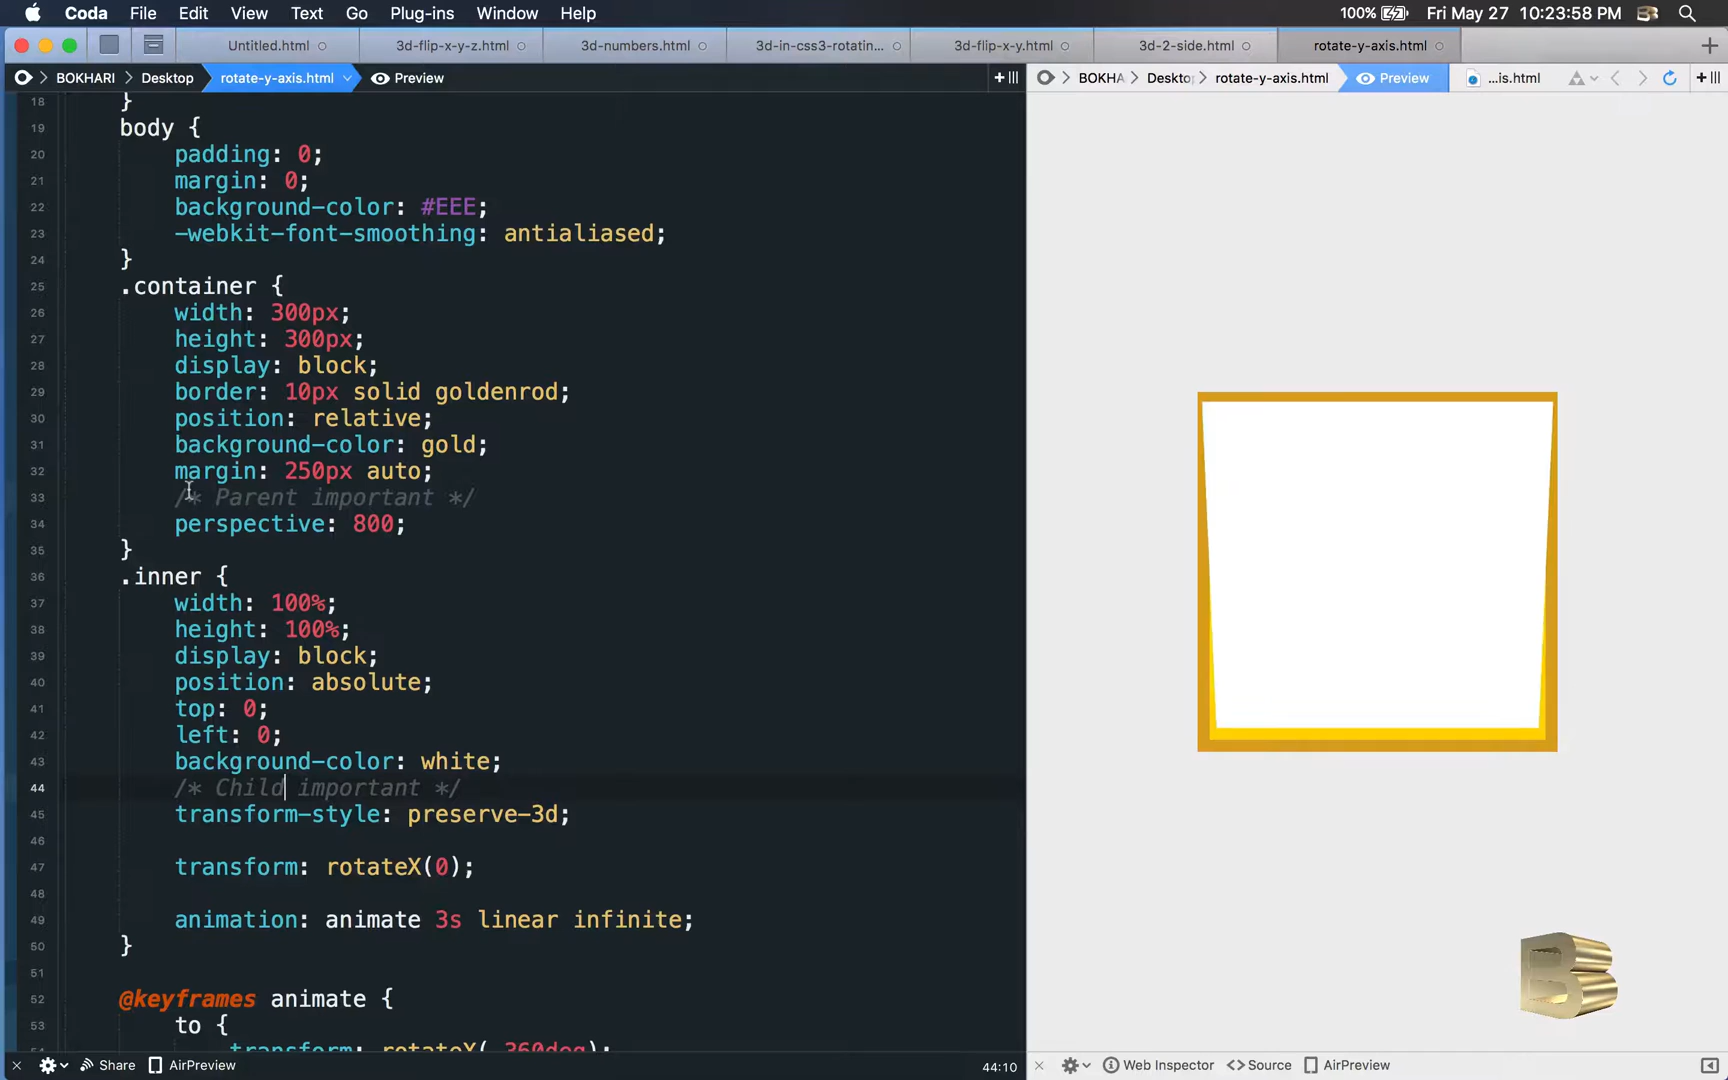 Coda File Edit View Text Go Plug-ins Window Help 100% Fri May 27 10:23:58 PM
Untitled.html 3d-flip-x-y-z.html 3d-numbers.html 3d-in-css3-rotatin... 3d-flip-x-y.html 3d-2-side.html rotate-y-axis.html
BOKHARI Desktop rotate-y-axis.html Preview BOKHA Deskto rotate-y-axis.html Preview ...is.html
18 }
19 body {
20 padding: 0;
21 margin: 0;
22 background-color: #EEE;
23 -webkit-font-smoothing: antialiased;
24 }
25 .container {
26 width: 300px;
27 height: 300px;
28 display: block;
29 border: 10px solid goldenrod;
30 position: relative;
31 background-color: gold;
32 margin: 250px auto;
33 /* Parent important */
34 perspective: 800;
35 }
36 .inner {
37 width: 100%;
38 height: 100%;
39 display: block;
40 position: absolute;
41 top: 0;
42 left: 0;
43 background-color: white;
44 /* Child important */
45 transform-style: preserve-3d;
46
47 transform: rotateX(0);
48
49 animation: animate 3s linear infinite;
50 }
51
52 @keyframes animate {
53 to {
transform: rotateX(-360deg);
Share AirPreview 44:10 Web Inspector Source AirPreview
B